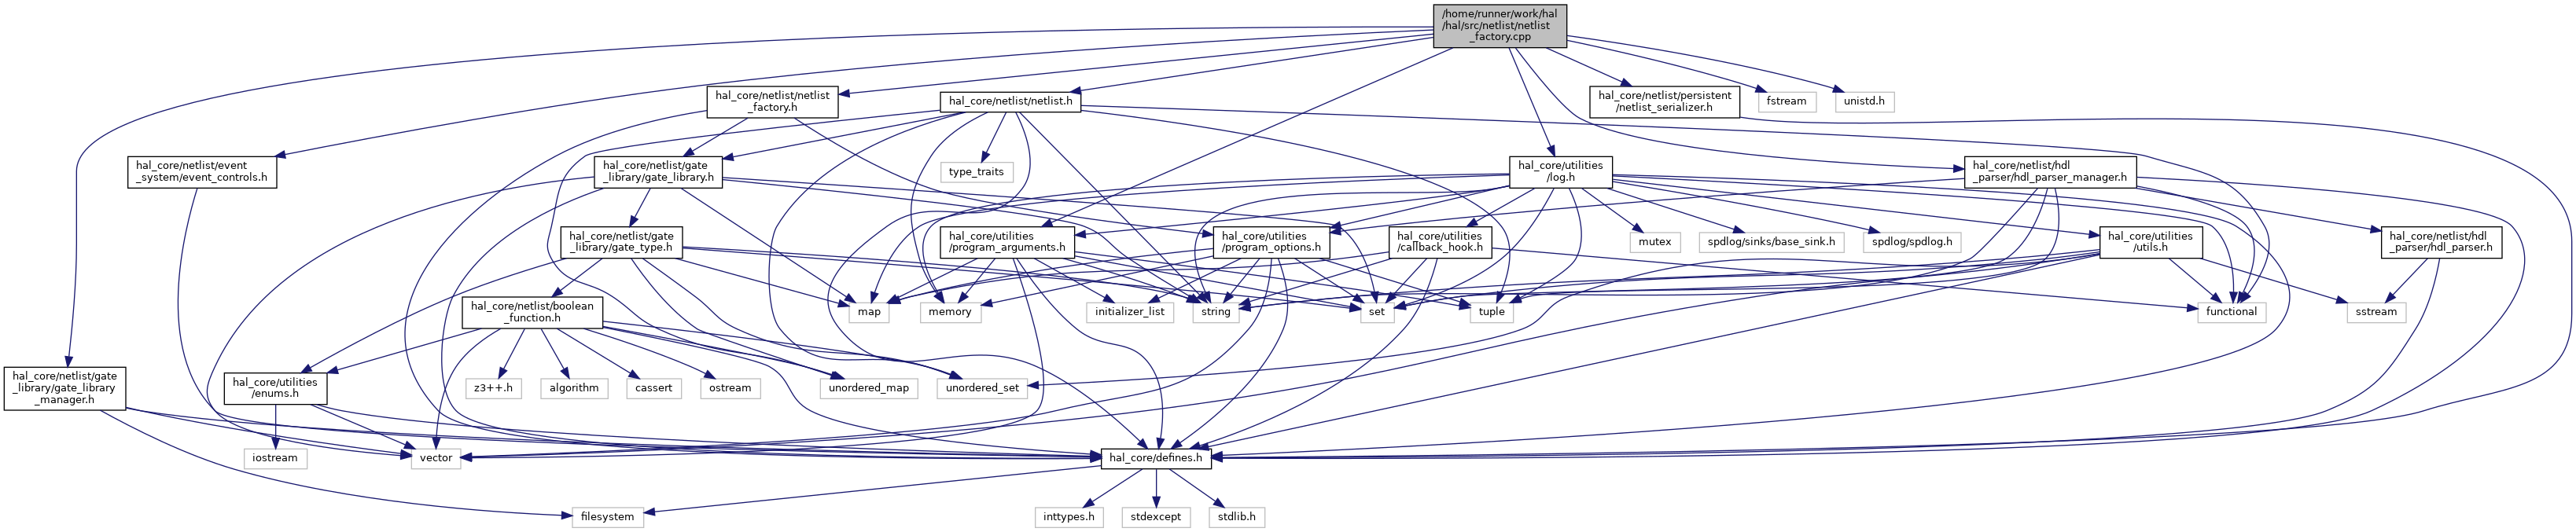 /home/runner/work/hal
/hal/src/netlist/netlist
_factory.cpp
hal_core/netlist/netlist
_factory.h
hal_core/netlist/netlist.h
hal_core/netlist/persistent
/netlist_serializer.h
fstream
unistd.h
hal_core/netlist/event
_system/event_controls.h
hal_core/netlist/gate
_library/gate_library.h
type_traits
hal_core/utilities
/log.h
hal_core/netlist/hdl
_parser/hdl_parser_manager.h
hal_core/netlist/gate
_library/gate_type.h
hal_core/utilities
/program_arguments.h
hal_core/utilities
/program_options.h
hal_core/utilities
/callback_hook.h
mutex
spdlog/sinks/base_sink.h
spdlog/spdlog.h
hal_core/utilities
/utils.h
hal_core/netlist/hdl
_parser/hdl_parser.h
hal_core/netlist/boolean
_function.h
map
memory
initializer_list
string
set
tuple
functional
sstream
hal_core/netlist/gate
_library/gate_library
_manager.h
hal_core/utilities
/enums.h
z3++.h
algorithm
cassert
ostream
unordered_map
unordered_set
iostream
vector
hal_core/defines.h
filesystem
inttypes.h
stdexcept
stdlib.h